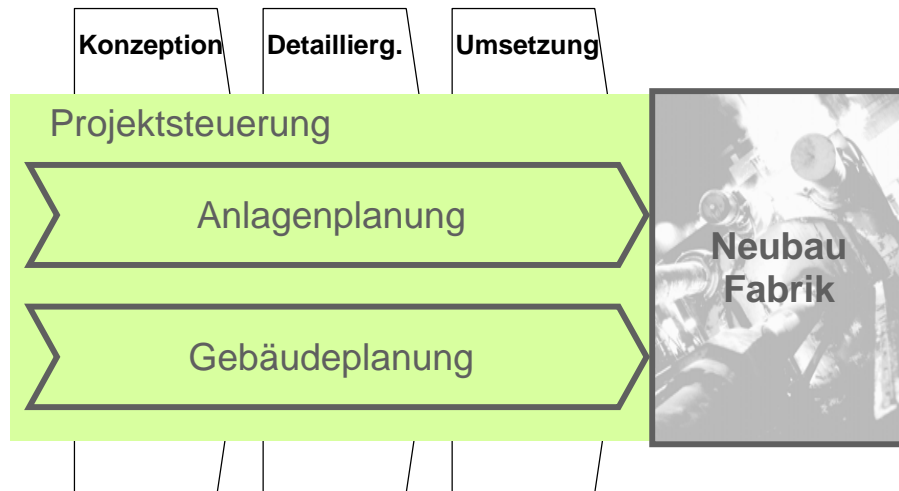 Konzeption
Detaillierg.
Umsetzung
Projektsteuerung
Anlagenplanung
Gebäudeplanung
Neubau
Fabrik